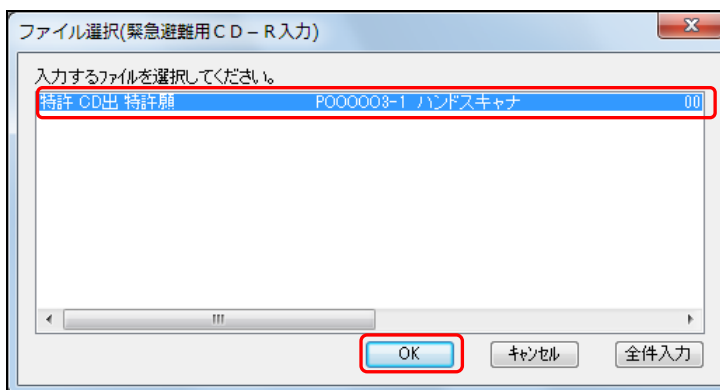 ファイル選択(緊急避難用ＣＤ－Ｒ入力)
入力するﾌｧｲﾙを選択してください。
特許 CD出 特許願 P000003-1 ハンドスキャナ 00
OK ｷｬﾝｾﾙ 全件入力